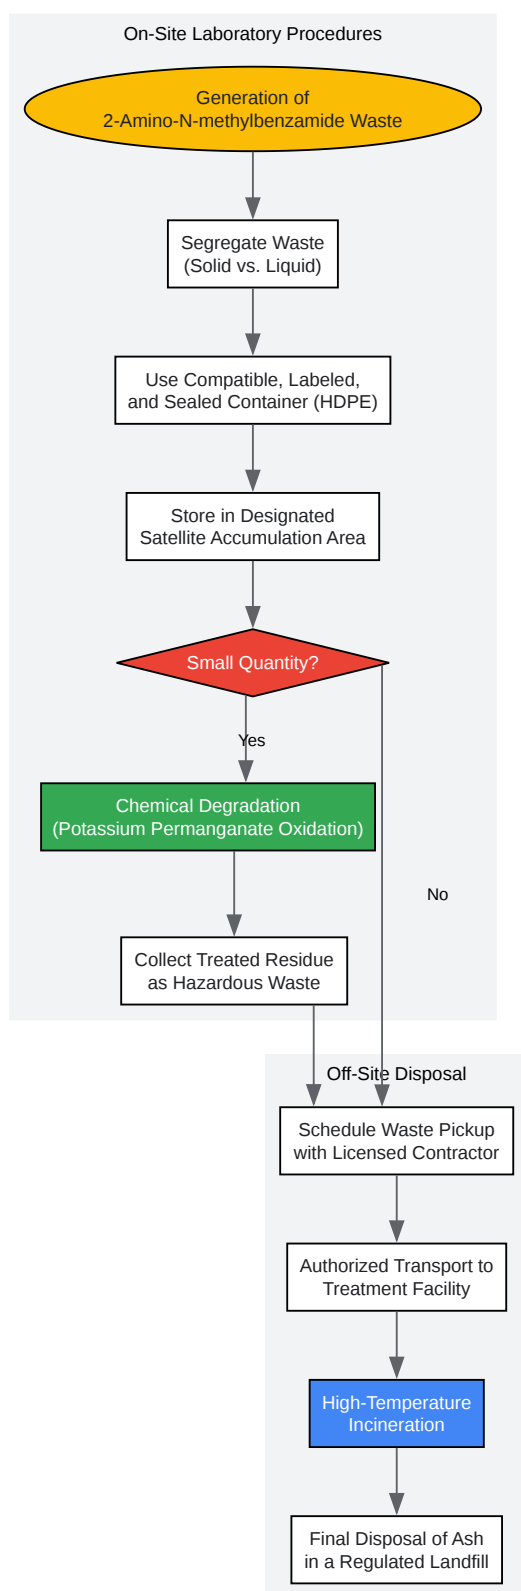 On-Site Laboratory Procedures
Generation of
2-Amino-N-methylbenzamide Waste
Segregate Waste
(Solid vs. Liquid)
Use Compatible, Labeled,
and Sealed Container (HDPE)
Store in Designated
Satellite Accumulation Area
Small Quantity?
Yes
Chemical Degradation
(Potassium Permanganate Oxidation)
No
Collect Treated Residue
as Hazardous Waste
Off-Site Disposal
Schedule Waste Pickup
with Licensed Contractor
Authorized Transport to
Treatment Facility
High-Temperature
Incineration
Final Disposal of Ash
in a Regulated Landfill